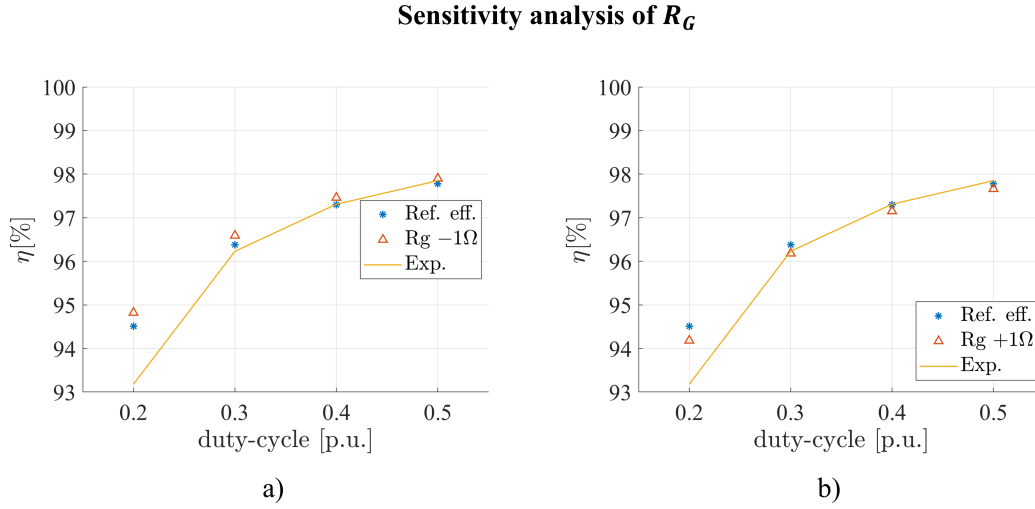 Sensitivity analysis of R_G
100
99
98
97
96
95
94
93
η[%]
Ref. eff.
Rg −1Ω
Exp.
0.2 0.3 0.4 0.5
duty-cycle [p.u.]
a)
100
99
98
97
96
95
94
93
η[%]
Ref. eff.
Rg +1Ω
Exp.
0.2 0.3 0.4 0.5
duty-cycle [p.u.]
b)